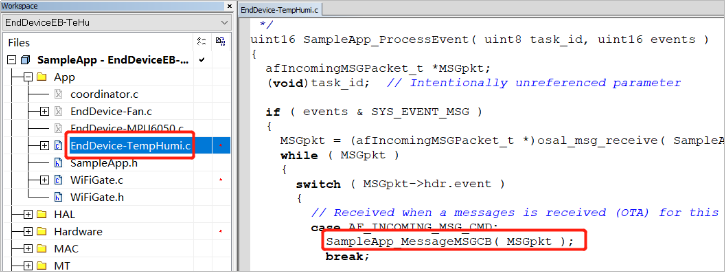 Workspace
EndDeviceEB-TeHu
Files
SampleApp - EndDeviceEB-...
App
coordinator.c
EndDevice-Fan.c
EndDevice-MPU6050.c
EndDevice-TempHumi.c
SampleApp.h
WiFiGate.c
WiFiGate.h
HAL
Hardware
MAC
MT
EndDevice-TempHumi.c
*/
uint16 SampleApp_ProcessEvent( uint8 task_id, uint16 events )
{
afIncomingMSGPacket_t *MSGpkt;
(void)task_id;  // Intentionally unreferenced parameter
if ( events & SYS_EVENT_MSG )
{
MSGpkt = (afIncomingMSGPacket_t *)osal_msg_receive( SampleA
while ( MSGpkt )
{
switch ( MSGpkt->hdr.event )
{
// Received when a messages is received (OTA) for this
case AF_INCOMING_MSG_CMD:
SampleApp_MessageMSGCB( MSGpkt );
break;